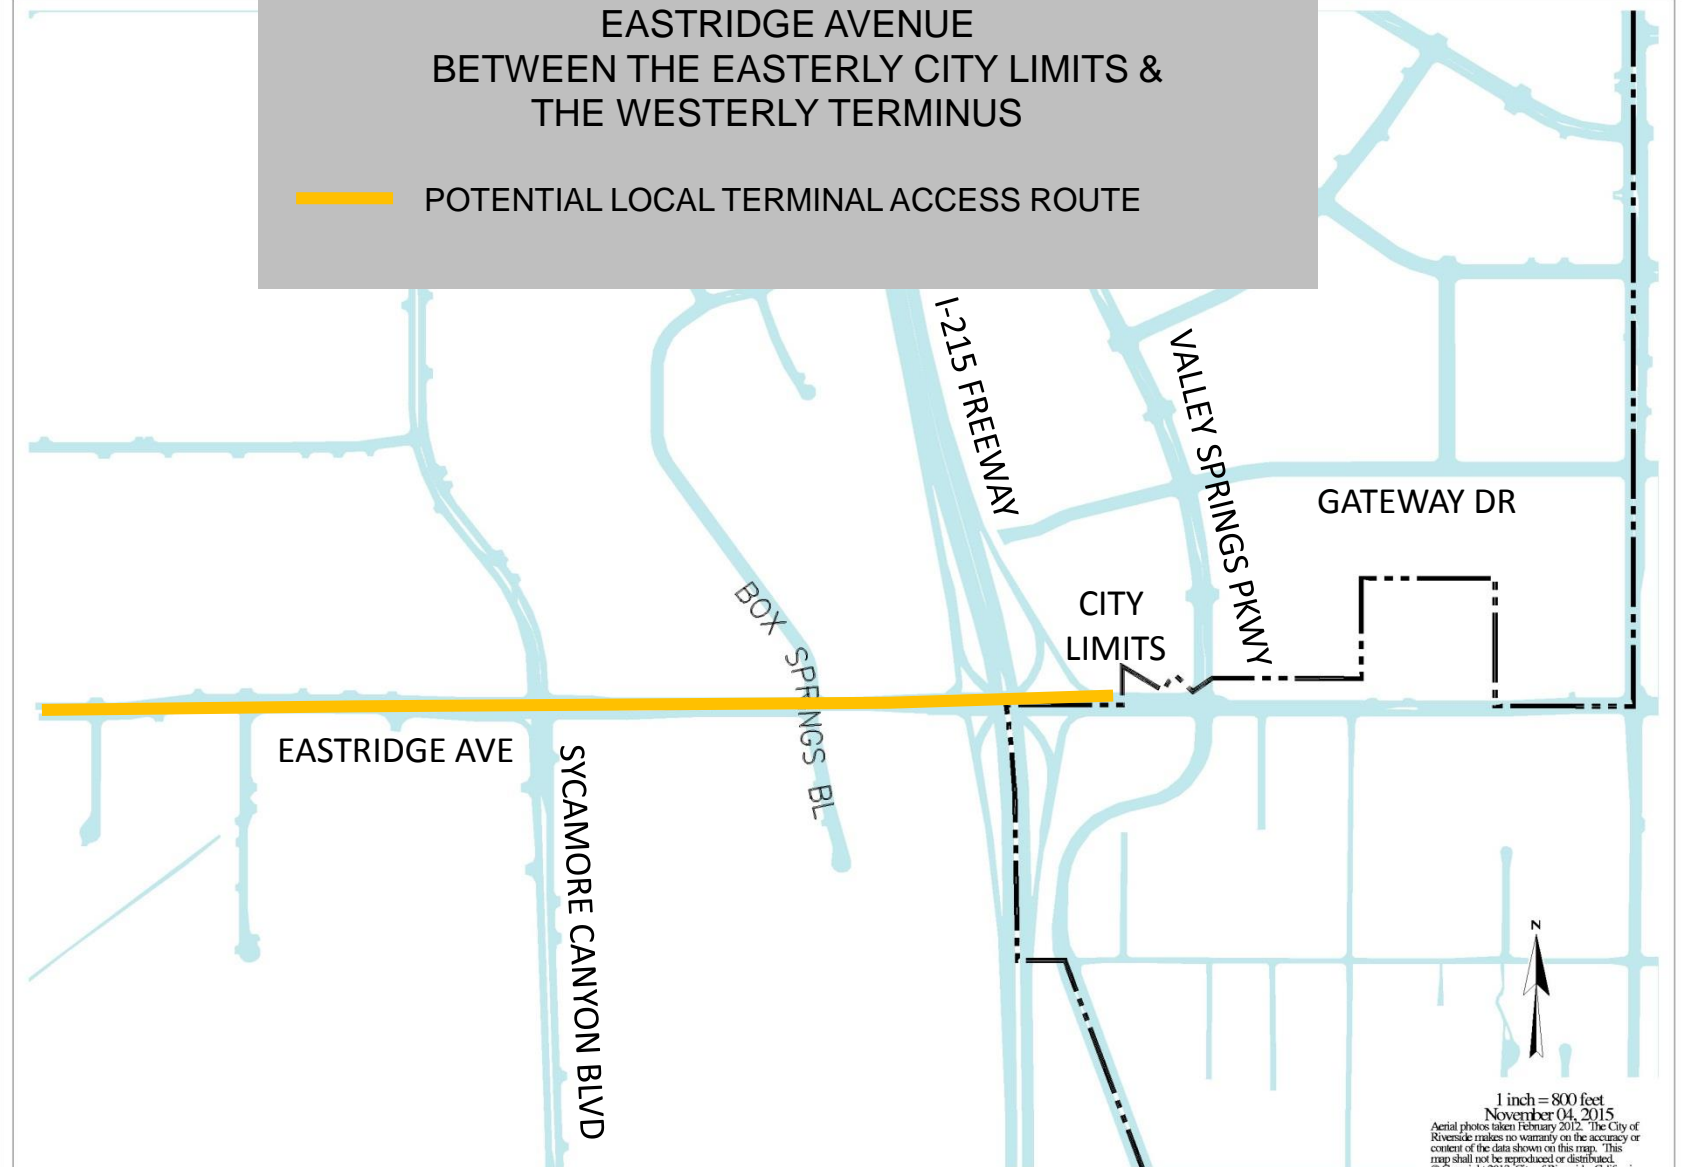 EASTRIDGE AVENUE
BETWEEN THE EASTERLY CITY LIMITS &
THE WESTERLY TERMINUS
POTENTIAL LOCAL TERMINAL ACCESS ROUTE
I-215 FREEWAY
VALLEY SPRINGS PKWY
GATEWAY DR
BOX SPRINGS BL
CITY
LIMITS
EASTRIDGE AVE
SYCAMORE CANYON BLVD
N
1 inch = 800 feet
November 04, 2015
Aerial photos taken February 2012. The City of
Riverside makes no warranty on the accuracy or
content of the data shown on this map. This
map shall not be reproduced or distributed.